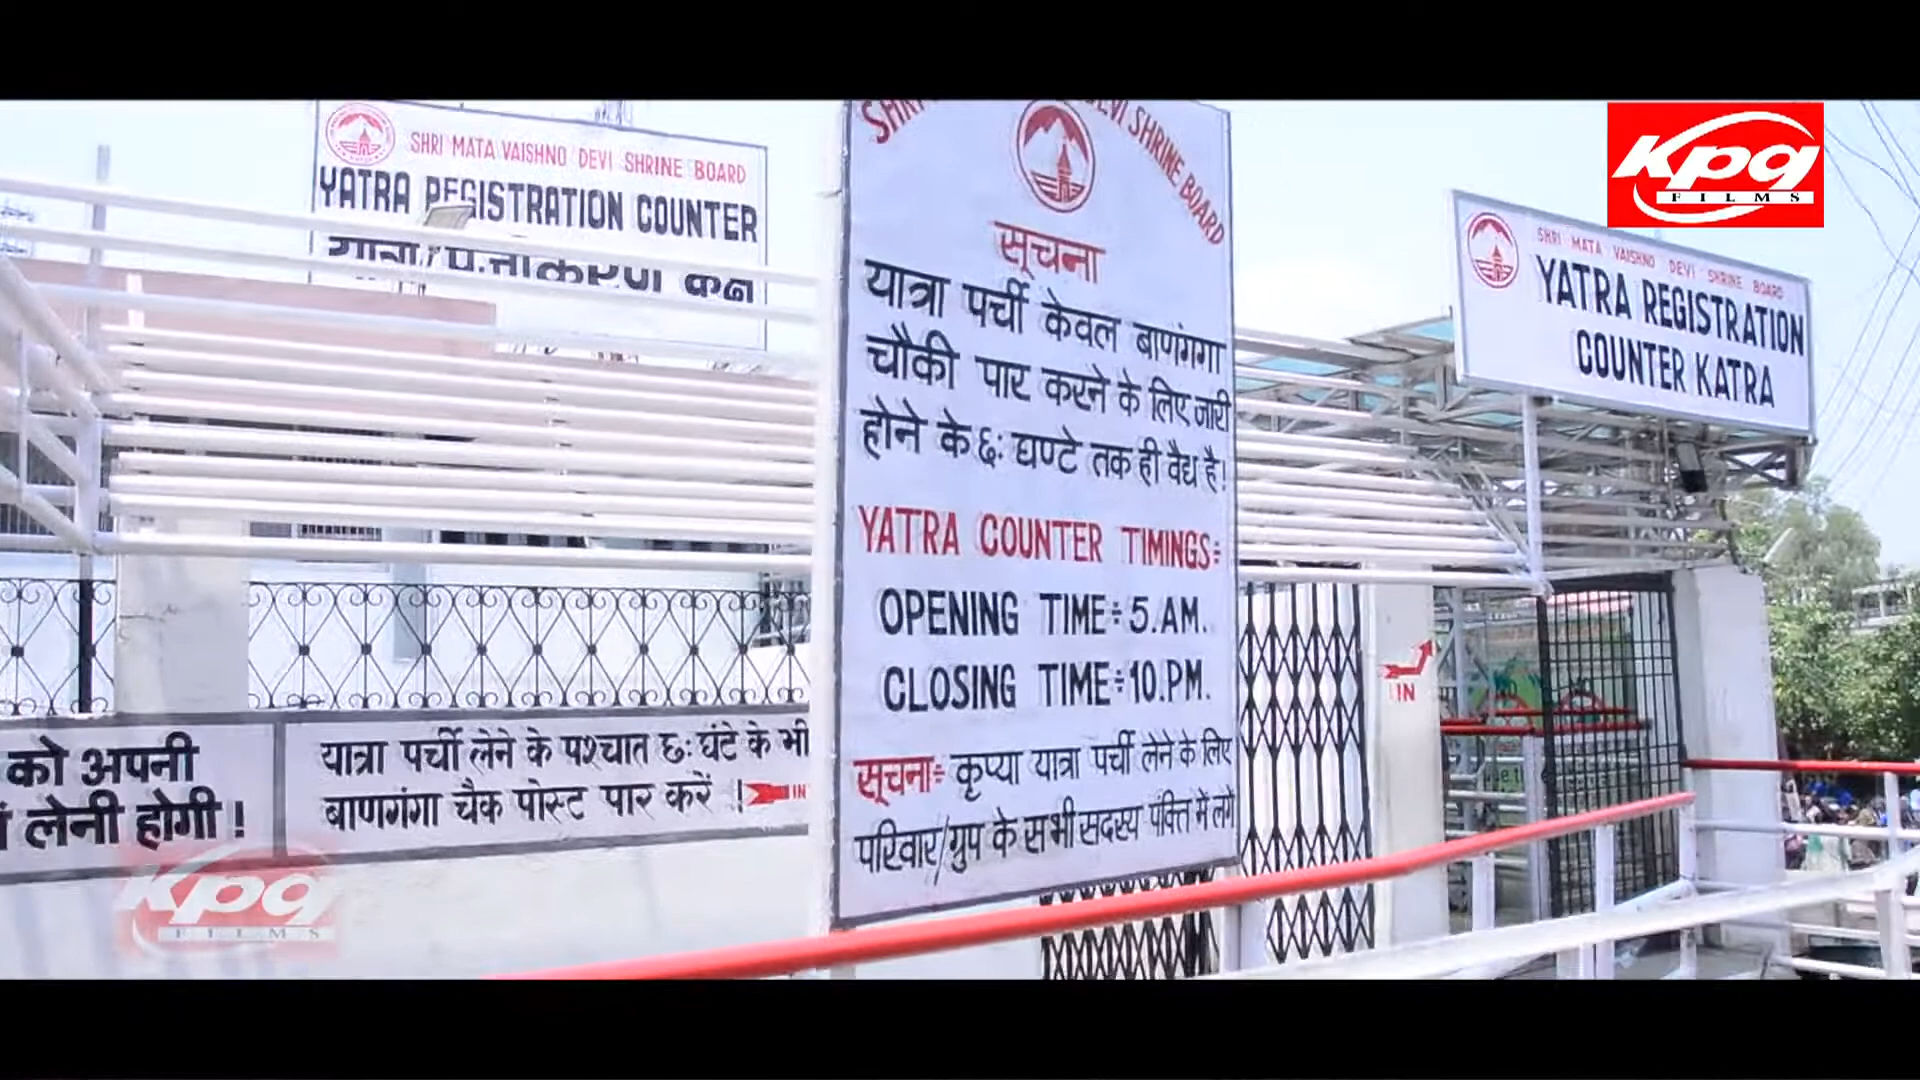 SHRI MATA VAISHNO DEVI SHRINE BOARD
YATRA REGISTRATION COUNTER
DEVI SHRINE BOARD
सूचना
यात्रा पर्ची केवल बाणगंगा
चौकी पार करने के लिए जारी
होने के ६: घण्टे तक ही वैद्य है!
YATRA COUNTER TIMINGS:
OPENING TIME÷5.AM.
CLOSING TIME÷10.PM.
सूचना÷ कृप्या यात्रा पर्ची लेने के लिए
परिवार/ग्रुप के सभी सदस्य पंक्ति में लगें
SHRI MATA VAISHNO DEVI SHRINE BOARD
YATRA REGISTRATION
COUNTER KATRA
IN
को अपनी
लेनी होगी!
यात्रा पर्ची लेने के पश्चात छ: घंटे के भी
बाणगंगा चैक पोस्ट पार करें !
IN
kpg
FILMS
kpg
FILMS